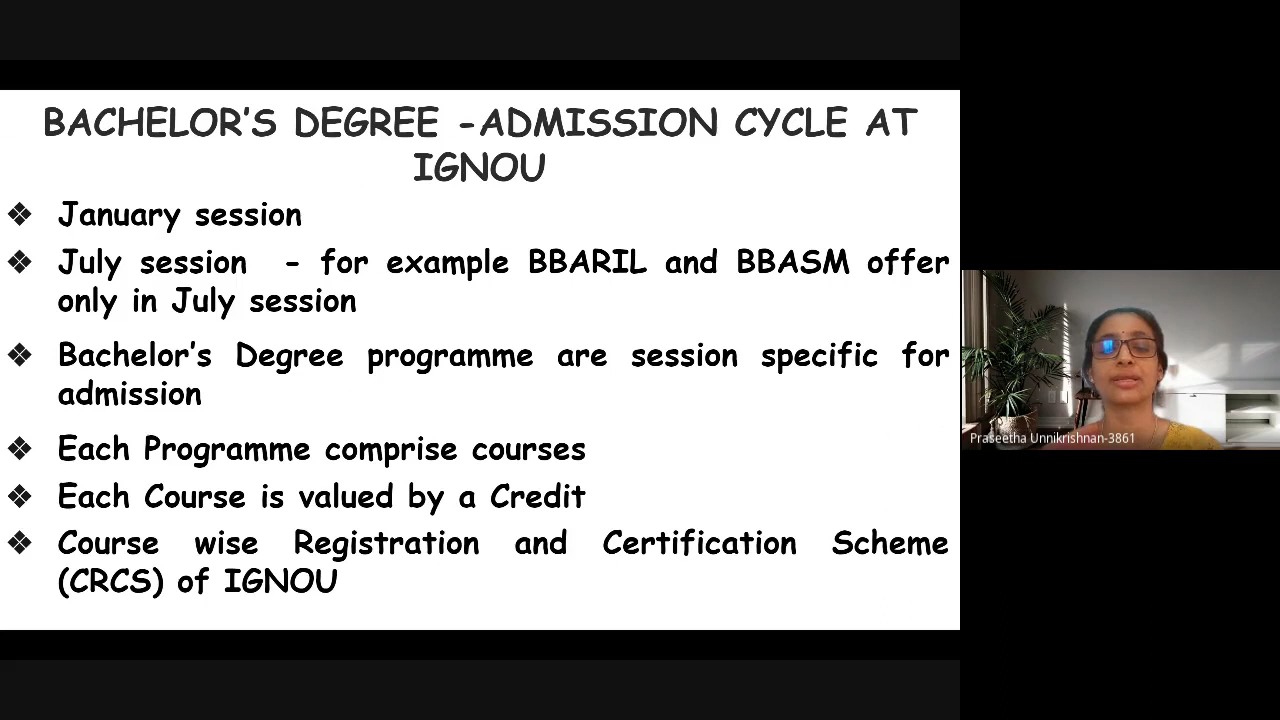 BACHELOR'S DEGREE -ADMISSION CYCLE AT
IGNOU
❖ January session
❖ July session - for example BBARIL and BBASM offer
only in July session
❖ Bachelor's Degree programme are session specific for
admission
❖ Each Programme comprise courses
❖ Each Course is valued by a Credit
❖ Course wise Registration and Certification Scheme
(CRCS) of IGNOU
Praseetha Unnikrishnan-3861